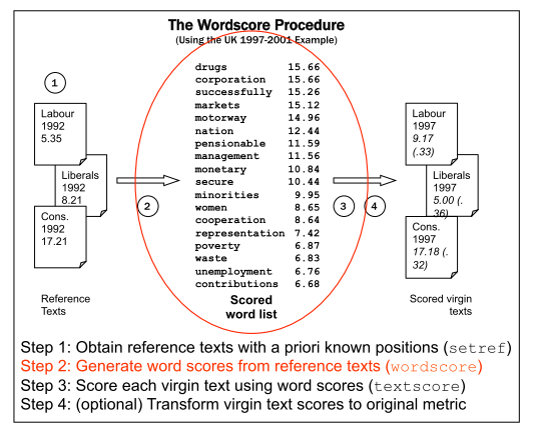 The Wordscore Procedure
(Using the UK 1997-2001 Example)
1
Labour
1992
5.35
Liberals
1992
8.21
Cons.
1992
17.21
Reference
Texts
2
drugs 15.66
corporation 15.66
successfully 15.26
markets 15.12
motorway 14.96
nation 12.44
pensionable 11.59
management 11.56
monetary 10.84
secure 10.44
minorities 9.95
women 8.65
cooperation 8.64
representation 7.42
poverty 6.87
waste 6.83
unemployment 6.76
contributions 6.68
Scored
word list
3
4
Labour
1997
9.17
(.33)
Liberals
1997
5.00 (.
36)
Cons.
1997
17.18 (.
32)
Scored virgin
texts
Step 1: Obtain reference texts with a priori known positions (setref)
Step 2: Generate word scores from reference texts (wordscore)
Step 3: Score each virgin text using word scores (textscore)
Step 4: (optional) Transform virgin text scores to original metric